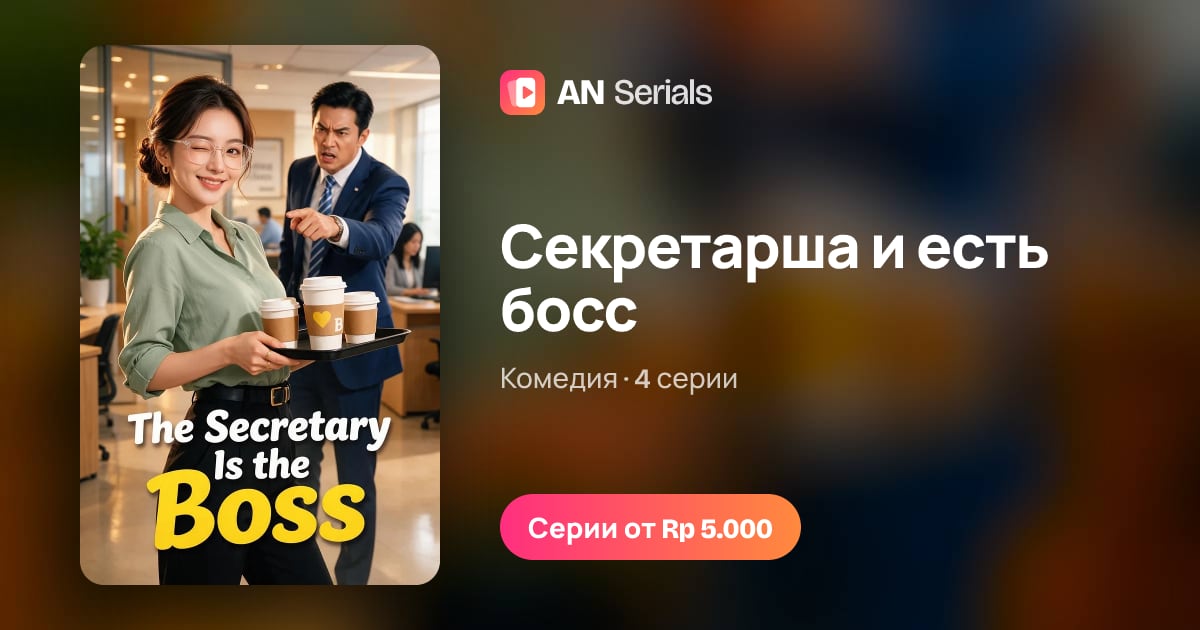 AN Serials
Секретарша и есть
босс
Комедия · 4 серии
Серии от Rp 5.000
The Secretary
Is the
Boss
B